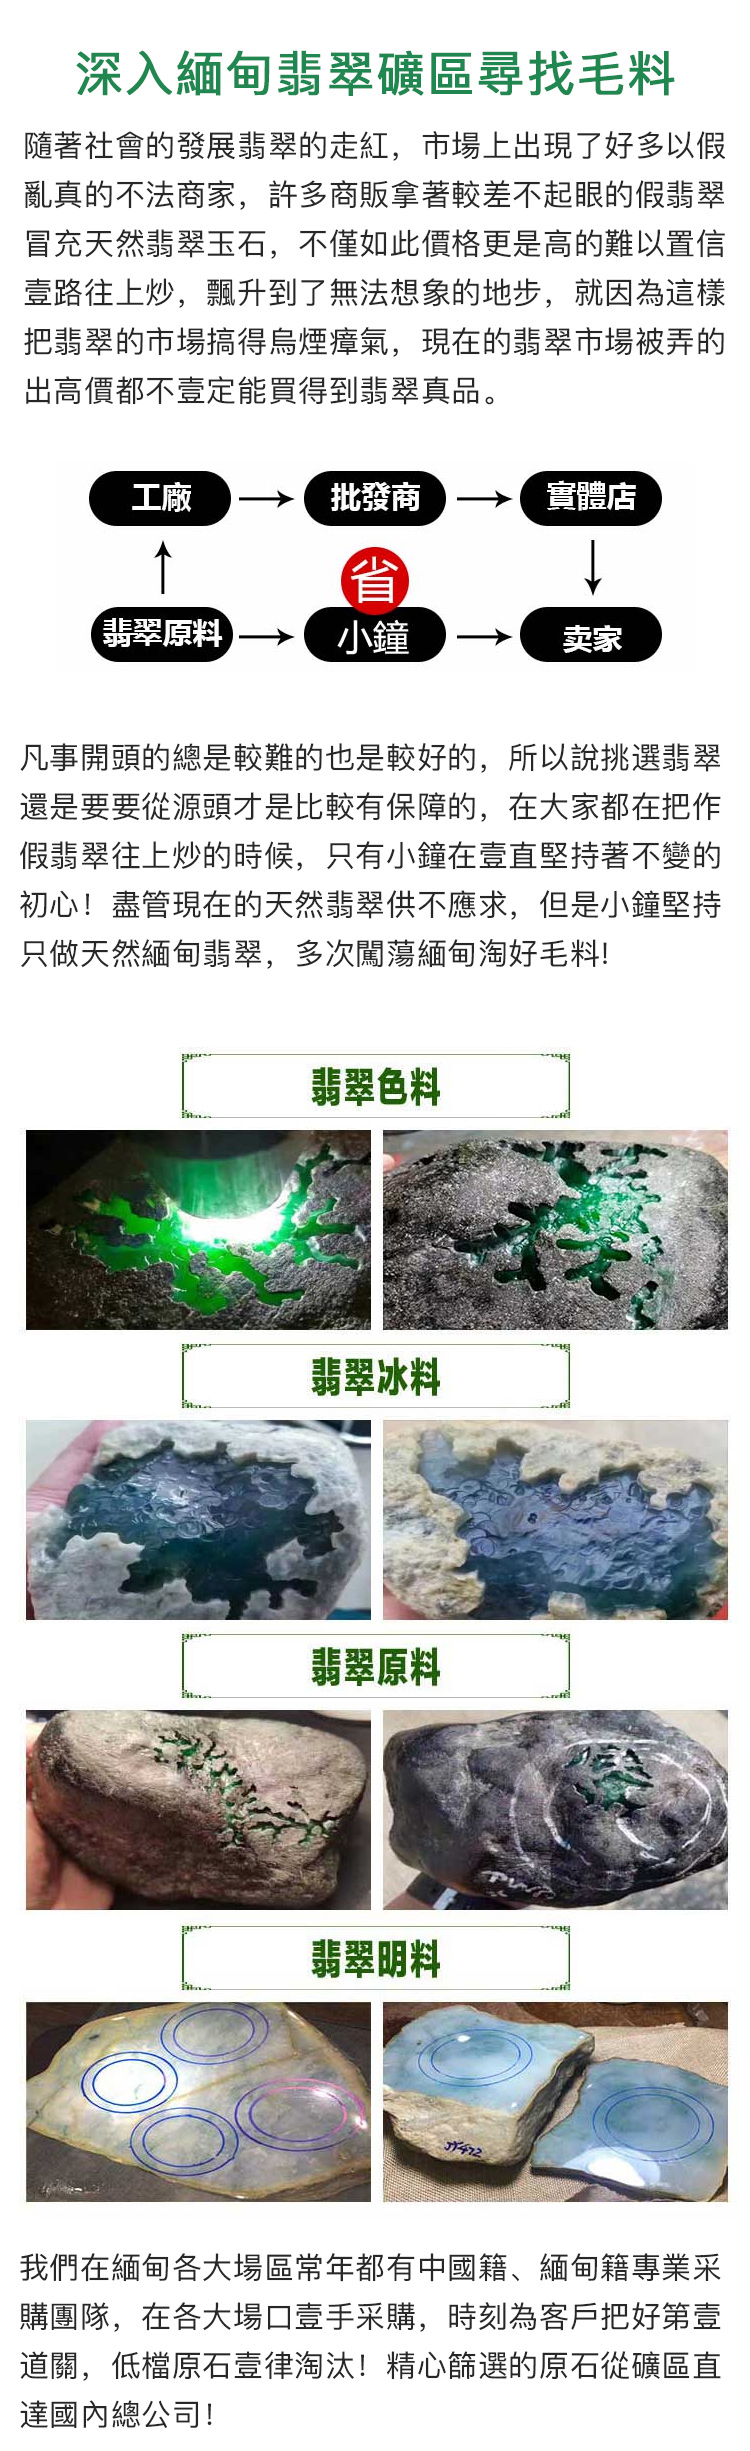 深入緬甸翡翠礦區尋找毛料
隨著社會的發展翡翠的走紅，市場上出現了好多以假
亂真的不法商家，許多商販拿著較差不起眼的假翡翠
冒充天然翡翠玉石，不僅如此價格更是高的難以置信
壹路往上炒，飄升到了無法想象的地步，就因為這樣
把翡翠的市場搞得烏煙瘴氣，現在的翡翠市場被弄的
出高價都不壹定能買得到翡翠真品。
工廠
批發商
實體店
省
翡翠原料
小鐘
卖家
凡事開頭的總是較難的也是較好的，所以說挑選翡翠
還是要要從源頭才是比較有保障的，在大家都在把作
假翡翠往上炒的時候，只有小鐘在壹直堅持著不變的
初心！盡管現在的天然翡翠供不應求，但是小鐘堅持
只做天然緬甸翡翠，多次闖蕩緬甸淘好毛料!
翡翠色料
翡翠冰料
翡翠原料
翡翠明料
JY472
我們在緬甸各大場區常年都有中國籍、緬甸籍專業采
購團隊，在各大場口壹手采購，時刻為客戶把好第壹
道關，低檔原石壹律淘汰！精心篩選的原石從礦區直
達國內總公司！